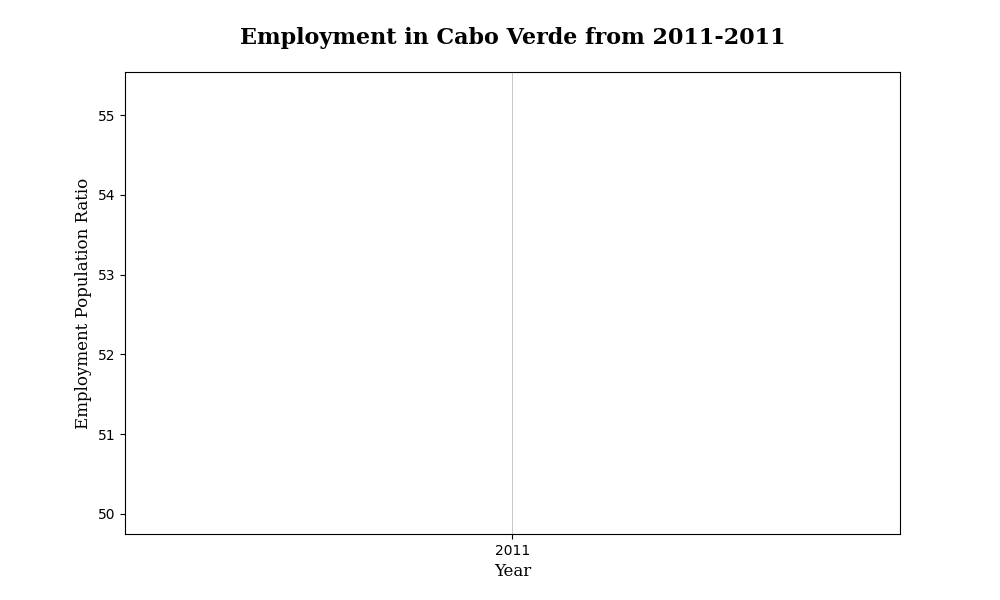 Employment in Cabo Verde from 2011-2011
Employment Population Ratio
55
54
53
52
51
50
2011
Year